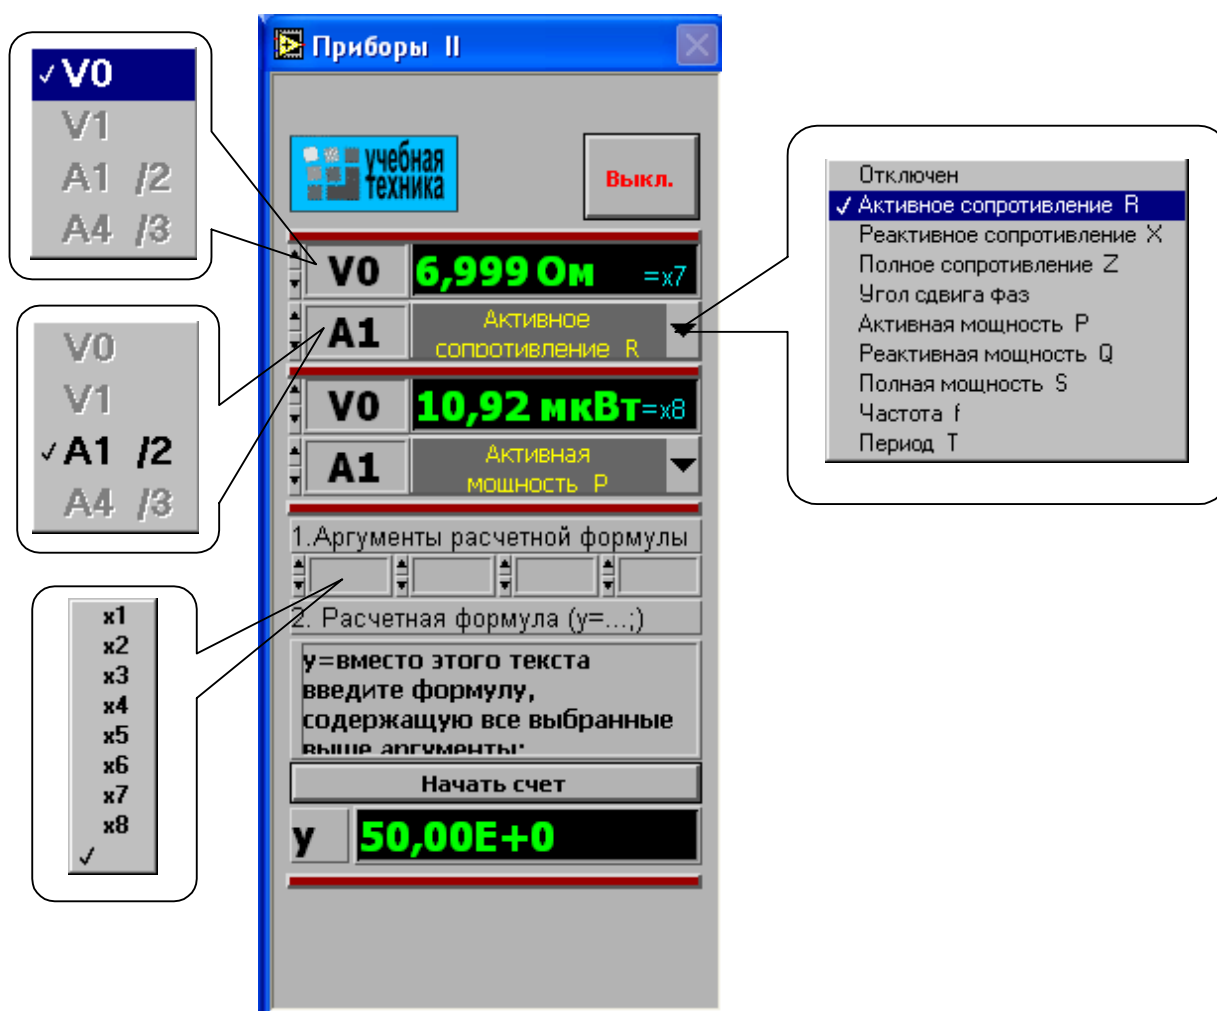 Приборы II
учебная
техника
Выкл.
V0
6,999 Ом =x7
A1
Активное
сопротивление R
V0
10,92 мкВт=x8
A1
Активная
мощность P
1.Аргументы расчетной формулы
2. Расчетная формула (y=...;)
y=вместо этого текста
введите формулу,
содержащую все выбранные
выше аргументы;
Начать счет
y
50,00E+0
✓V0
V1
A1 /2
A4 /3
V0
V1
✓A1 /2
A4 /3
x1
x2
x3
x4
x5
x6
x7
x8
✓
Отключен
✓Активное сопротивление R
Реактивное сопротивление X
Полное сопротивление Z
Угол сдвига фаз
Активная мощность P
Реактивная мощность Q
Полная мощность S
Частота f
Период T